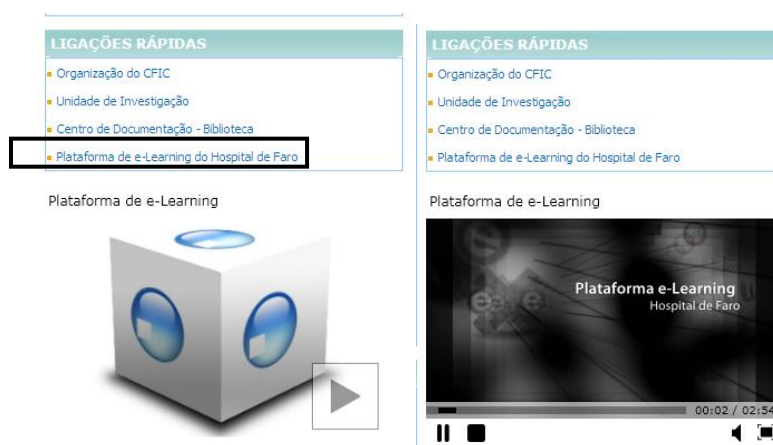 LIGAÇÕES RÁPIDAS
Organização do CFIC
Unidade de Investigação
Centro de Documentação - Biblioteca
Plataforma de e-Learning do Hospital de Faro
Plataforma de e-Learning
LIGAÇÕES RÁPIDAS
Organização do CFIC
Unidade de Investigação
Centro de Documentação - Biblioteca
Plataforma de e-Learning do Hospital de Faro
Plataforma de e-Learning
Plataforma e-Learning
Hospital de Faro
00:02 / 02:54